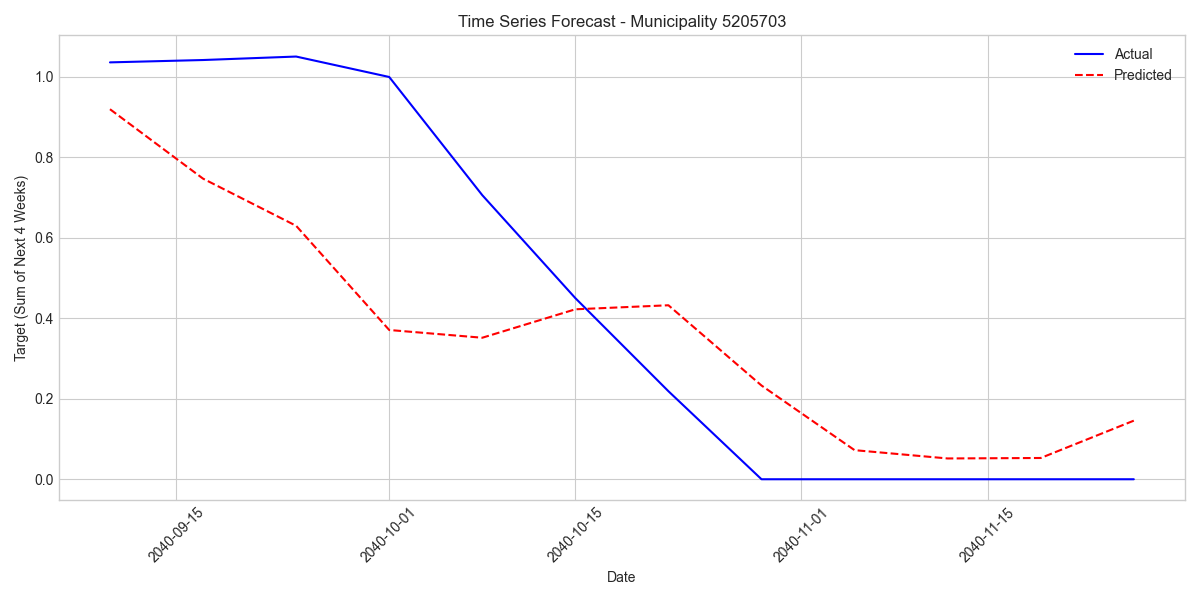 Time Series Forecast - Municipality 5205703
Actual
Predicted
Target (Sum of Next 4 Weeks)
1.0
0.8
0.6
0.4
0.2
0.0
2040-09-15
2040-10-01
2040-10-15
2040-11-01
2040-11-15
Date